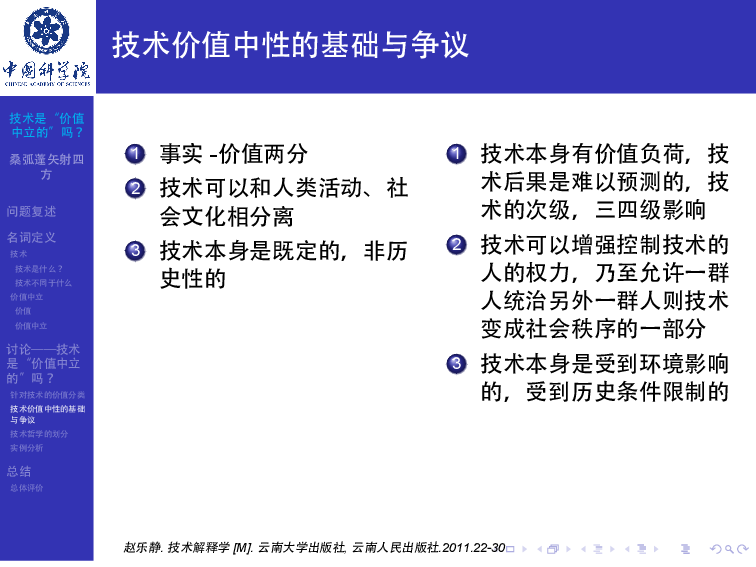 技术价值中性的基础与争议
中国科学院
CHINESE ACADEMY OF SCIENCES
技术是“价值
中立的”吗？
桑弧蓬矢射四
方
问题复述
名词定义
技术
技术是什么？
技术不同于什么
价值中立
价值
价值中立
讨论——技术
是“价值中立
的”吗？
针对技术的价值分类
技术价值中性的基础
与争议
技术哲学的划分
实例分析
总结
总体评价
1 事实 -价值两分
2 技术可以和人类活动、社
会文化相分离
3 技术本身是既定的，非历
史性的
1 技术本身有价值负荷，技
术后果是难以预测的，技
术的次级，三四级影响
2 技术可以增强控制技术的
人的权力，乃至允许一群
人统治另外一群人则技术
变成社会秩序的一部分
3 技术本身是受到环境影响
的，受到历史条件限制的
赵乐静. 技术解释学 [M]. 云南大学出版社, 云南人民出版社.2011.22-30